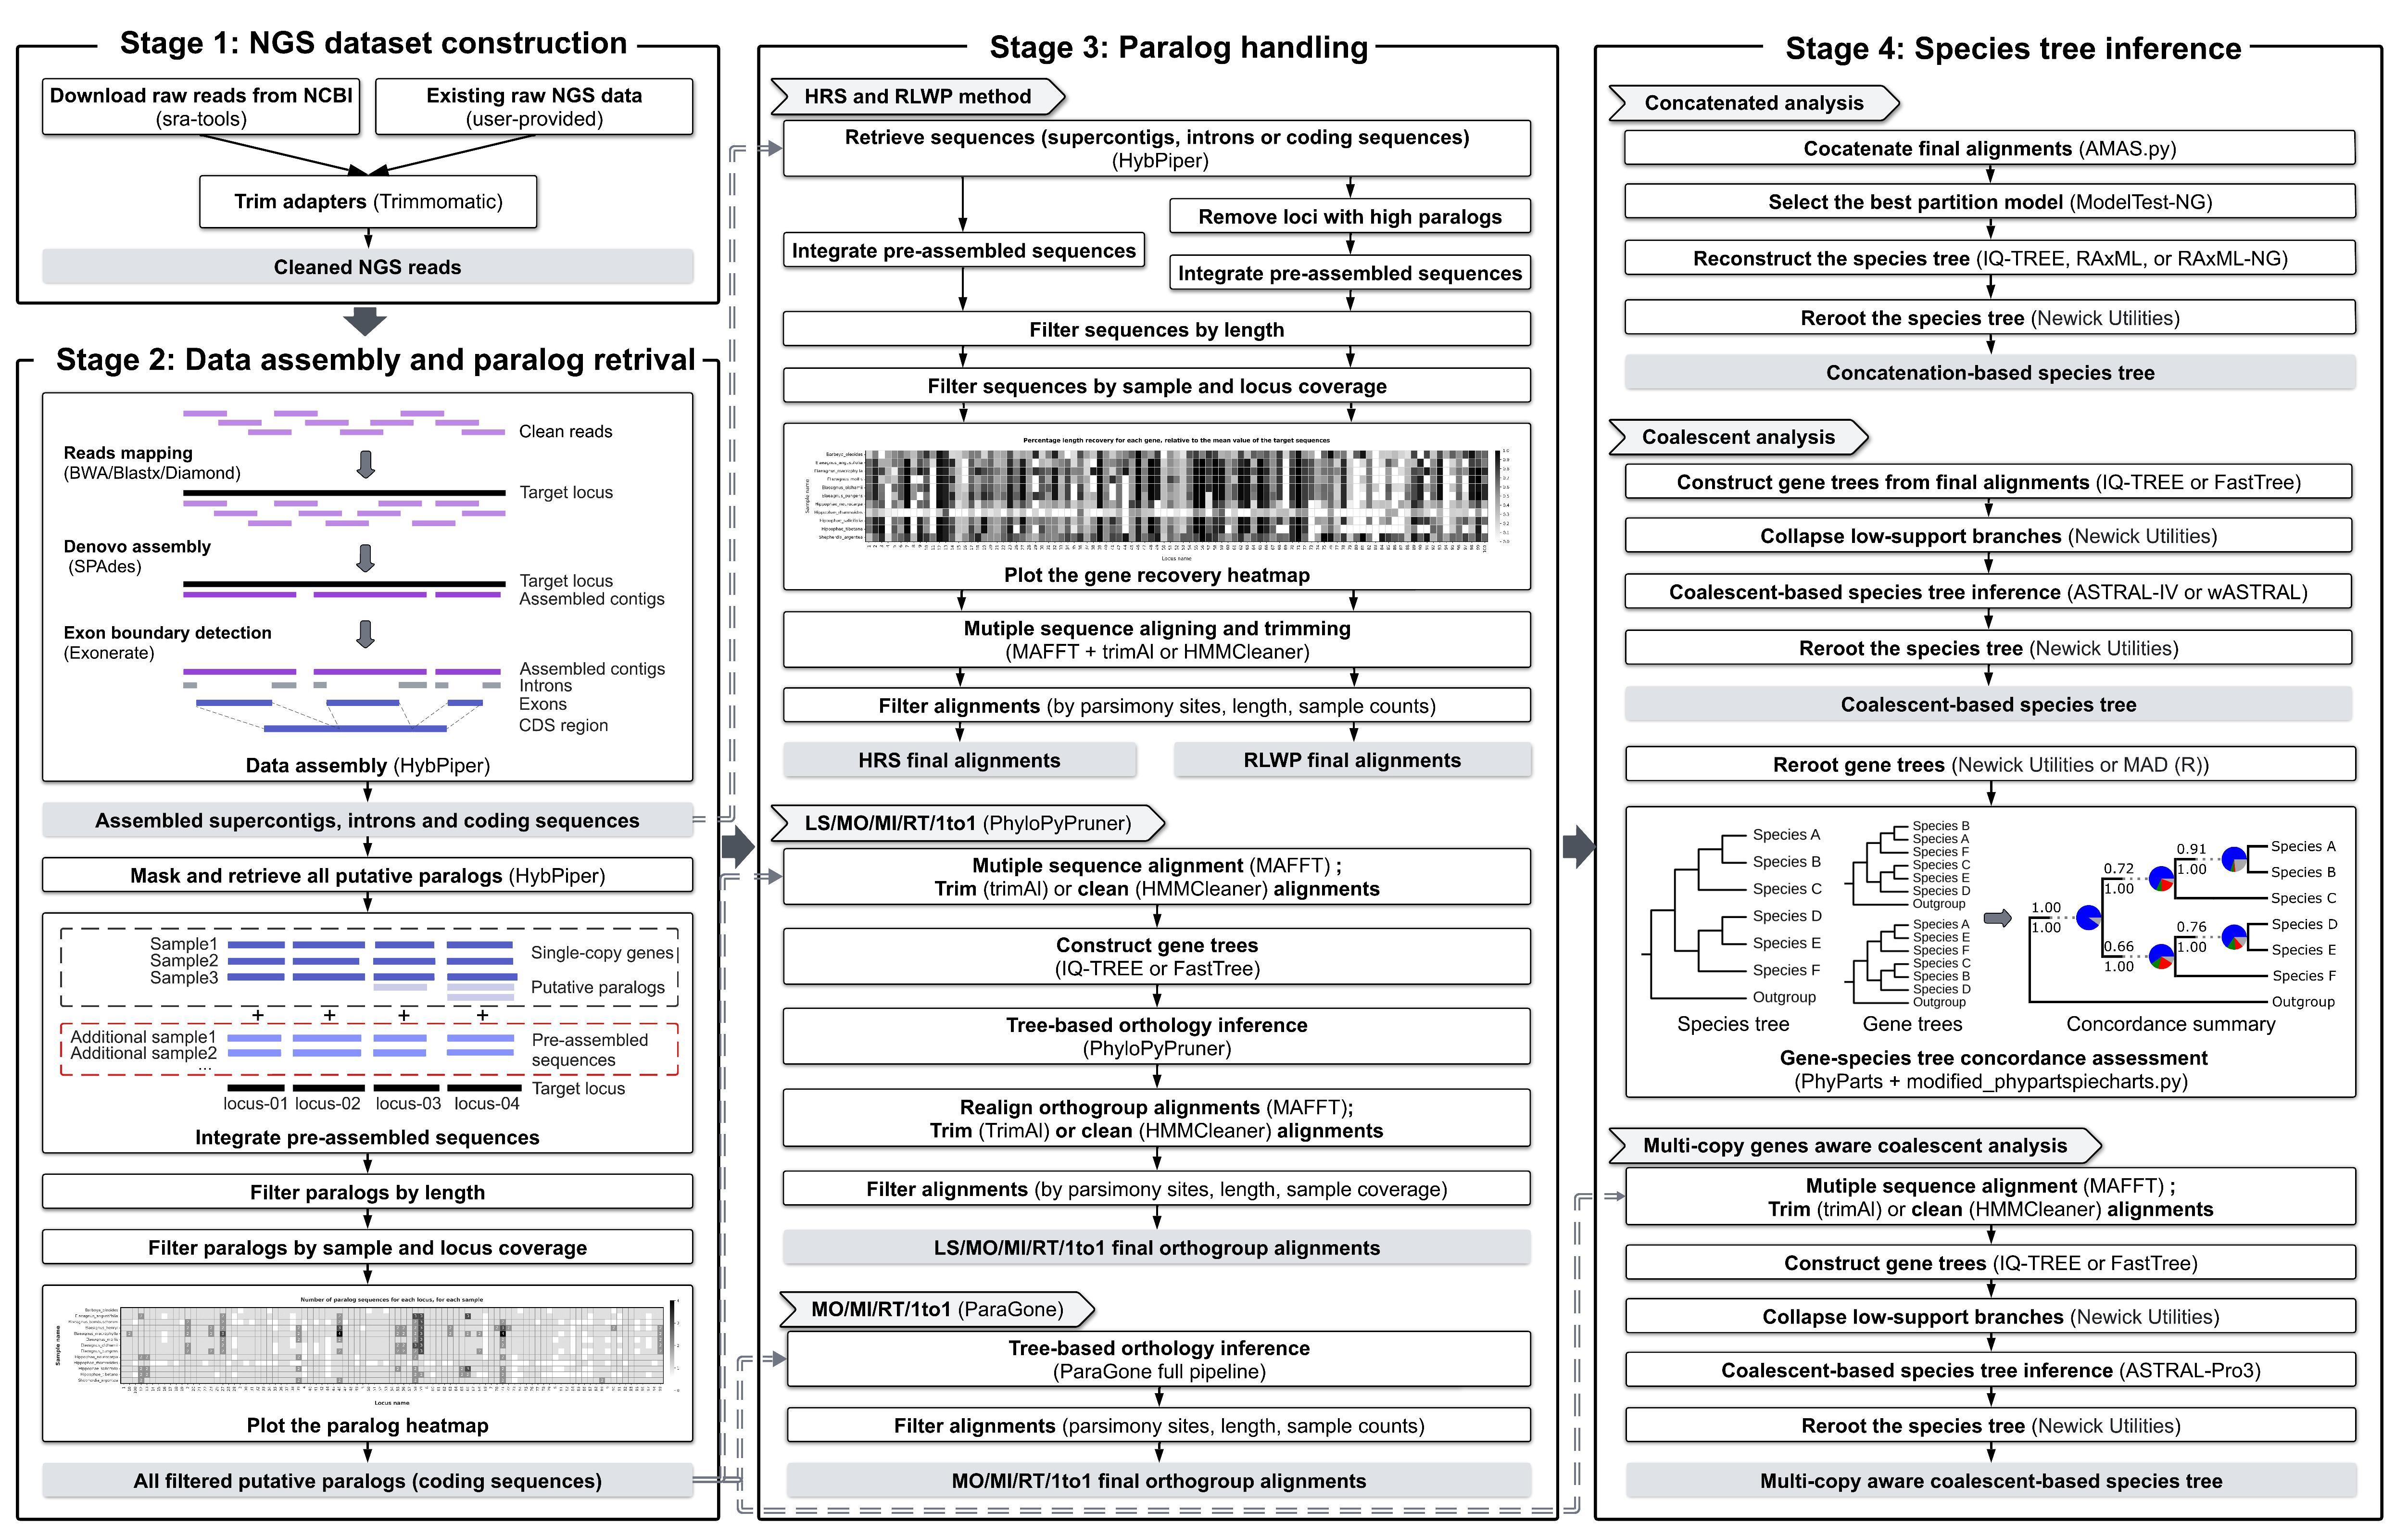 Stage 1: NGS dataset construction
Download raw reads from NCBI
(sra-tools)
Existing raw NGS data
(user-provided)
Trim adapters (Trimmomatic)
Cleaned NGS reads
Stage 2: Data assembly and paralog retrival
Clean reads
Reads mapping
(BWA/Blastx/Diamond)
Target locus
Denovo assembly
(SPAdes)
Target locus
Assembled contigs
Exon boundary detection
(Exonerate)
Assembled contigs
Introns
Exons
CDS region
Data assembly (HybPiper)
Assembled supercontigs, introns and coding sequences
Mask and retrieve all putative paralogs (HybPiper)
Sample1
Sample2
Sample3
Single-copy genes
Putative paralogs
+ + + +
Additional sample1
Additional sample2
...
Pre-assembled
sequences
Target locus
locus-01 locus-02 locus-03 locus-04
Integrate pre-assembled sequences
Filter paralogs by length
Filter paralogs by sample and locus coverage
Number of paralog sequences for each locus, for each sample
Sample name
Locus name
Plot the paralog heatmap
All filtered putative paralogs (coding sequences)
Stage 3: Paralog handling
HRS and RLWP method
Retrieve sequences (supercontigs, introns or coding sequences)
(HybPiper)
Remove loci with high paralogs
Integrate pre-assembled sequences
Integrate pre-assembled sequences
Filter sequences by length
Filter sequences by sample and locus coverage
Percentage length recovery for each gene, relative to the mean value of the target sequences
Sample name
Locus name
Plot the gene recovery heatmap
Mutiple sequence aligning and trimming
(MAFFT + trimAl or HMMCleaner)
Filter alignments (by parsimony sites, length, sample counts)
HRS final alignments
RLWP final alignments
LS/MO/MI/RT/1to1 (PhyloPyPruner)
Mutiple sequence alignment (MAFFT) ;
Trim (trimAl) or clean (HMMCleaner) alignments
Construct gene trees
(IQ-TREE or FastTree)
Tree-based orthology inference
(PhyloPyPruner)
Realign orthogroup alignments (MAFFT);
Trim (TrimAl) or clean (HMMCleaner) alignments
Filter alignments (by parsimony sites, length, sample coverage)
LS/MO/MI/RT/1to1 final orthogroup alignments
MO/MI/RT/1to1 (ParaGone)
Tree-based orthology inference
(ParaGone full pipeline)
Filter alignments (parsimony sites, length, sample counts)
MO/MI/RT/1to1 final orthogroup alignments
Stage 4: Species tree inference
Concatenated analysis
Cocatenate final alignments (AMAS.py)
Select the best partition model (ModelTest-NG)
Reconstruct the species tree (IQ-TREE, RAxML, or RAxML-NG)
Reroot the species tree (Newick Utilities)
Concatenation-based species tree
Coalescent analysis
Construct gene trees from final alignments (IQ-TREE or FastTree)
Collapse low-support branches (Newick Utilities)
Coalescent-based species tree inference (ASTRAL-IV or wASTRAL)
Reroot the species tree (Newick Utilities)
Coalescent-based species tree
Reroot gene trees (Newick Utilities or MAD (R))
Species A
Species B
Species C
Species D
Species E
Species F
Outgroup
Species tree
Species B
Species A
Species F
Species C
Species E
Species D
Outgroup
Species A
Species E
Species F
Species C
Species B
Species D
Outgroup
Gene trees
1.00
1.00
0.72
1.00
0.91
1.00
0.66
1.00
0.76
1.00
Species A
Species B
Species C
Species D
Species E
Species F
Outgroup
Concordance summary
Gene-species tree concordance assessment
(PhyParts + modified_phypartspiecharts.py)
Multi-copy genes aware coalescent analysis
Mutiple sequence alignment (MAFFT) ;
Trim (trimAl) or clean (HMMCleaner) alignments
Construct gene trees (IQ-TREE or FastTree)
Collapse low-support branches (Newick Utilities)
Coalescent-based species tree inference (ASTRAL-Pro3)
Reroot the species tree (Newick Utilities)
Multi-copy aware coalescent-based species tree